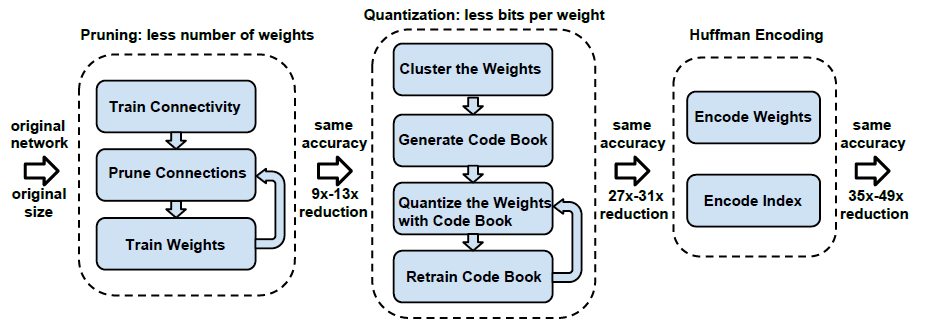 original
network
original
size
Pruning: less number of weights
Train Connectivity
Prune Connections
Train Weights
same
accuracy
9x-13x
reduction
Quantization: less bits per weight
Cluster the Weights
Generate Code Book
Quantize the Weights
with Code Book
Retrain Code Book
same
accuracy
27x-31x
reduction
Huffman Encoding
Encode Weights
Encode Index
same
accuracy
35x-49x
reduction